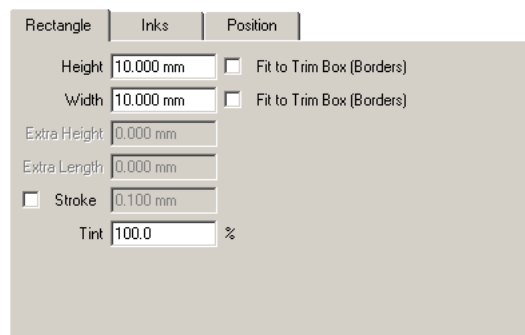 Rectangle Inks Position
Height 10.000 mm Fit to Trim Box (Borders)
Width 10.000 mm Fit to Trim Box (Borders)
Extra Height 0.000 mm
Extra Length 0.000 mm
Stroke 0.100 mm
Tint 100.0 %